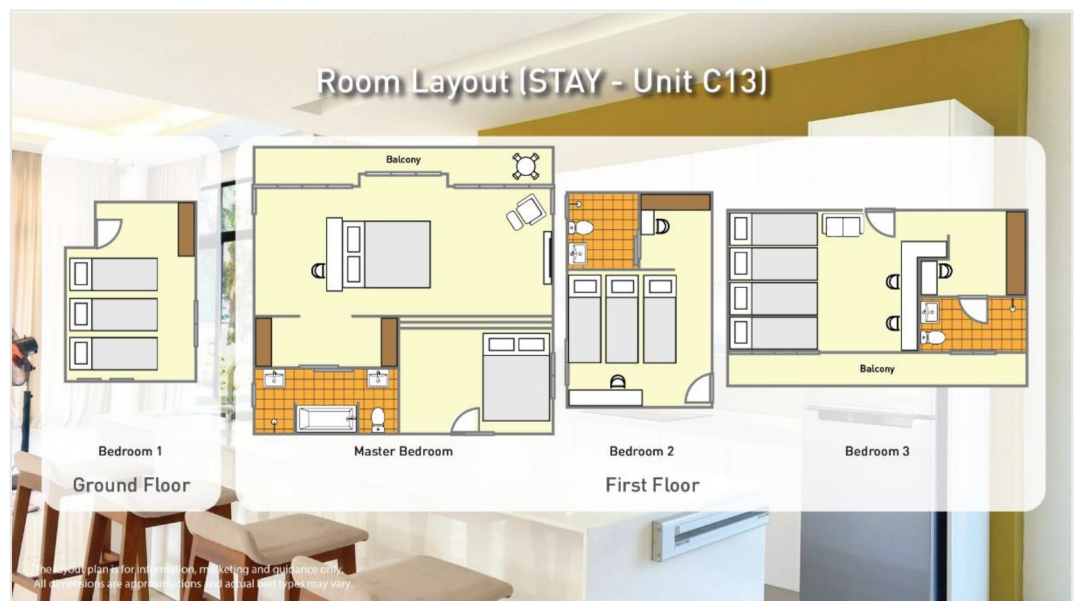 Room Layout (STAY - Unit C13)
Balcony
Balcony
Bedroom 1
Master Bedroom
Bedroom 2
Bedroom 3
Ground Floor
First Floor
The layout plan is for information, marketing and guidance only.
All dimensions are approximations and actual bed types may vary.